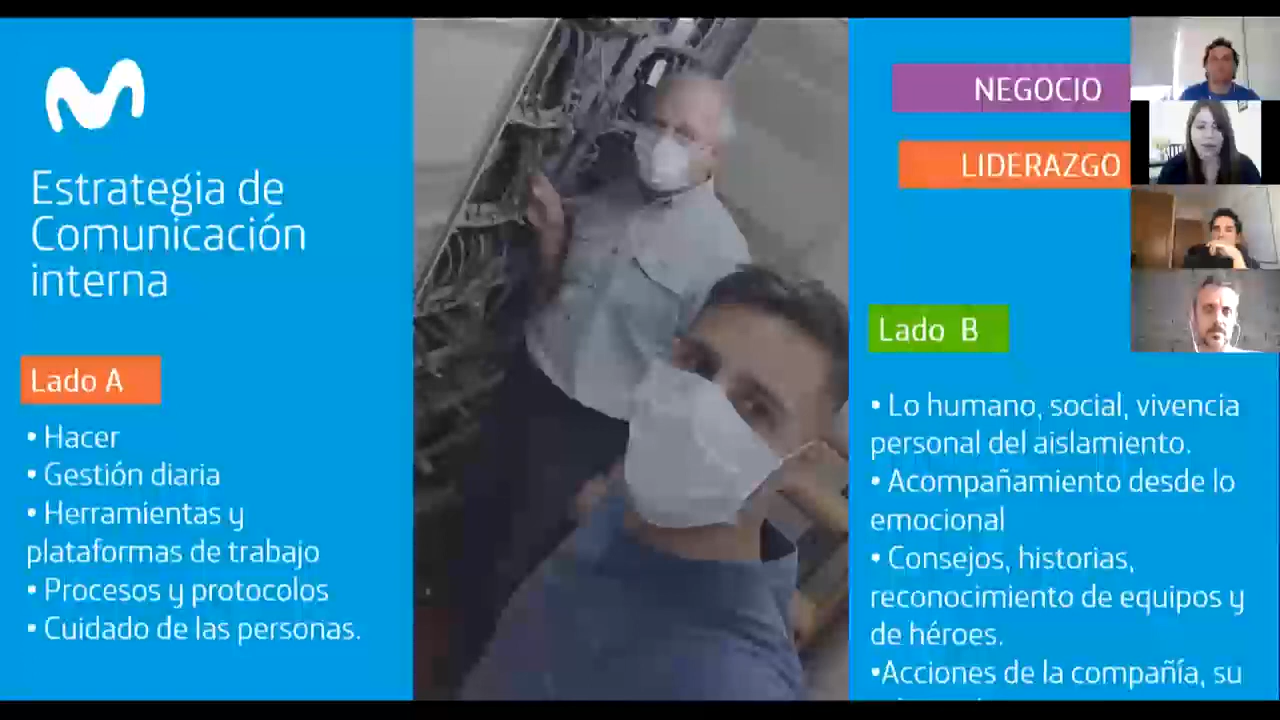 Estrategia de
Comunicación
interna
Lado A
• Hacer
• Gestión diaria
• Herramientas y
plataformas de trabajo
• Procesos y protocolos
• Cuidado de las personas.
NEGOCIO
LIDERAZGO
Lado B
• Lo humano, social, vivencia
personal del aislamiento.
• Acompañamiento desde lo
emocional
• Consejos, historias,
reconocimiento de equipos y
de héroes.
•Acciones de la compañía, su